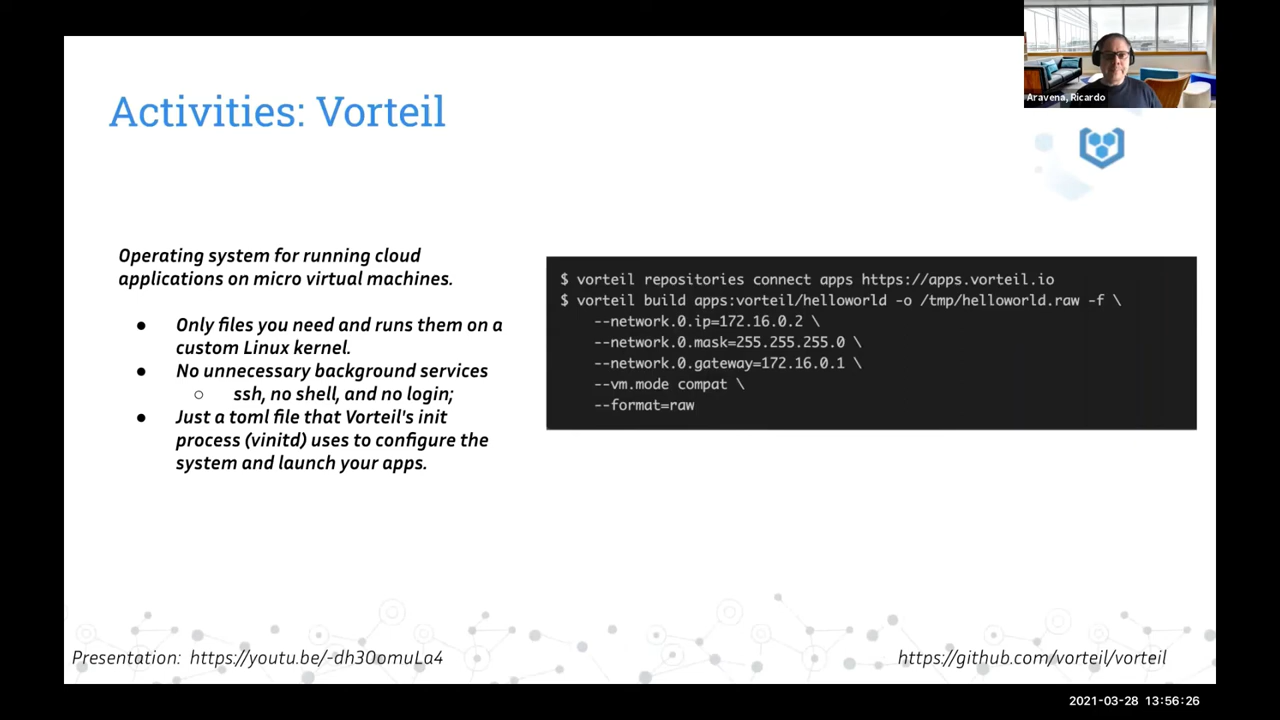 Activities: Vorteil
Aravena, Ricardo
Operating system for running cloud
applications on micro virtual machines.
● Only files you need and runs them on a
custom Linux kernel.
● No unnecessary background services
○ ssh, no shell, and no login;
● Just a toml file that Vorteil's init
process (vinitd) uses to configure the
system and launch your apps.
$ vorteil repositories connect apps https://apps.vorteil.io
$ vorteil build apps:vorteil/helloworld -o /tmp/helloworld.raw -f \
--network.0.ip=172.16.0.2 \
--network.0.mask=255.255.255.0 \
--network.0.gateway=172.16.0.1 \
--vm.mode compat \
--format=raw
Presentation: https://youtu.be/-dh30omuLa4
https://github.com/vorteil/vorteil
2021-03-28 13:56:26